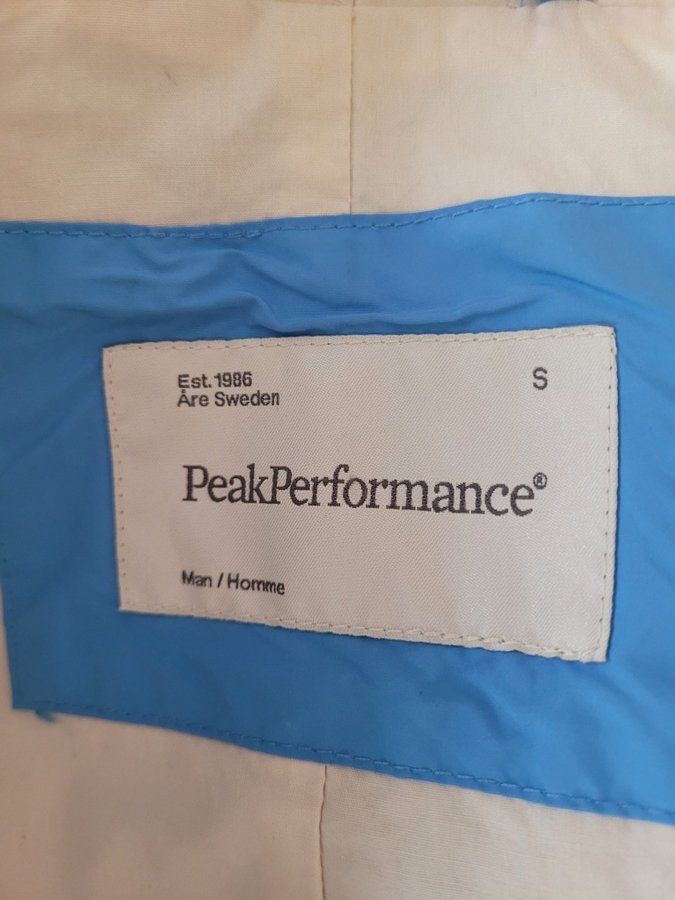 Est. 1986
Åre Sweden
S
PeakPerformance®
Man / Homme